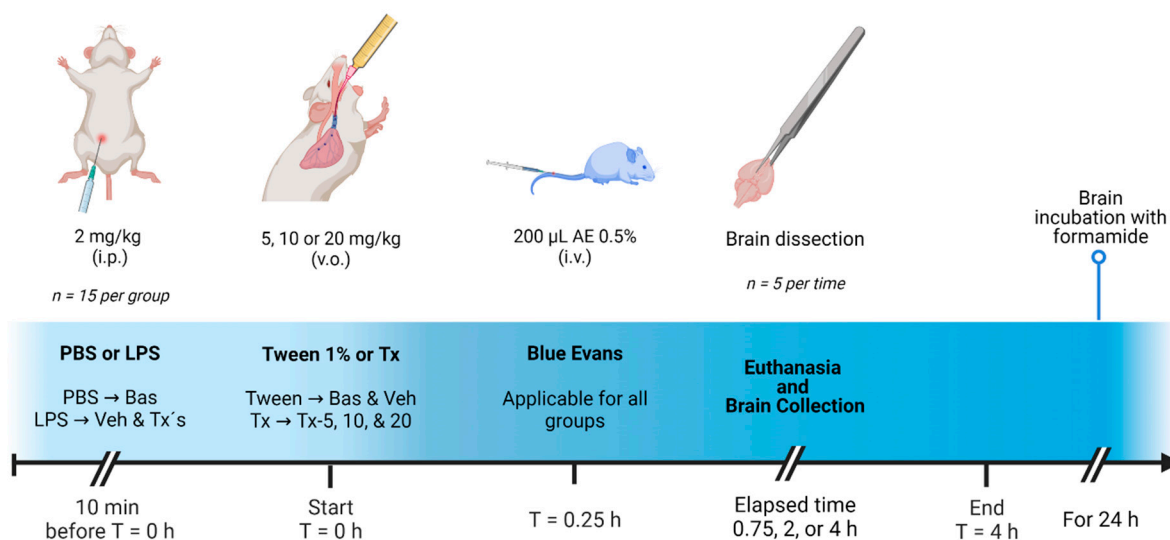 2 mg/kg
(i.p.)
n = 15 per group
5, 10 or 20 mg/kg
(v.o.)
200 µL AE 0.5%
(i.v.)
Brain dissection
n = 5 per time
Brain
incubation with
formamide
PBS or LPS
PBS → Bas
LPS → Veh & Tx´s
Tween 1% or Tx
Tween → Bas & Veh
Tx → Tx-5, 10, & 20
Blue Evans
Applicable for all
groups
Euthanasia
and
Brain Collection
10 min
before T = 0 h
Start
T = 0h
T = 0.25 h
Elapsed time
0.75, 2, or 4 h
End
T = 4 h
For 24 h